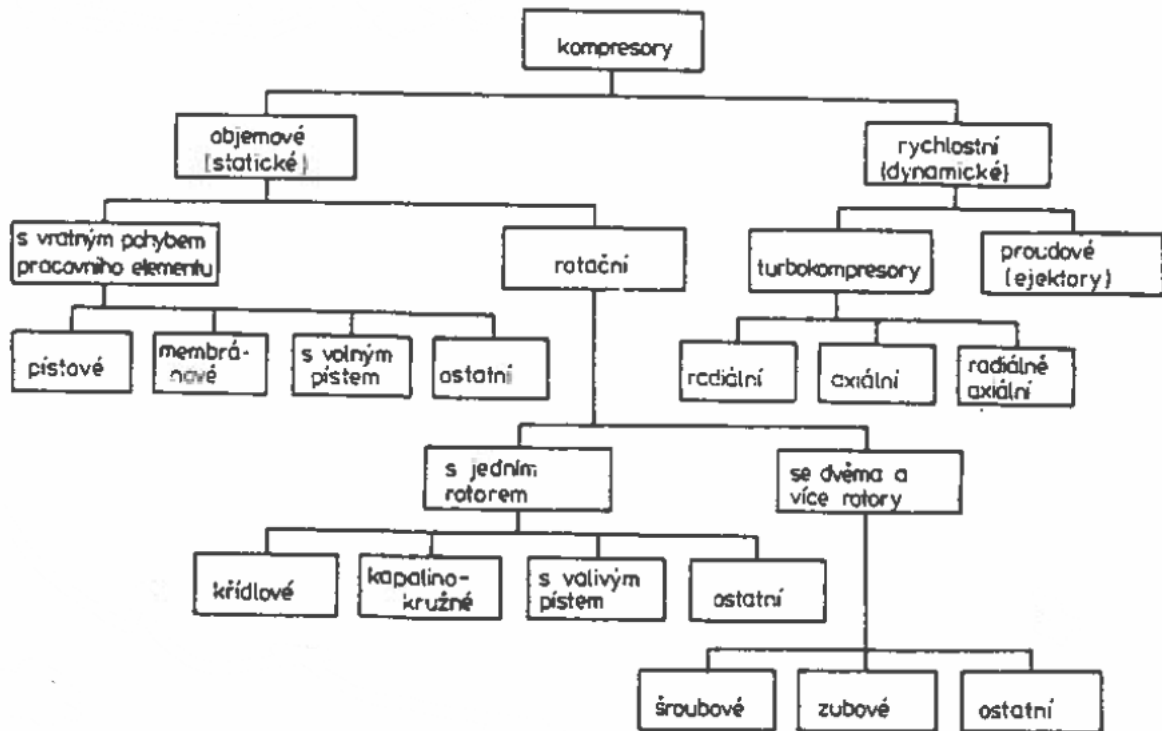 kompresory
objemové
(statické)
rychlostní
(dynamické)
s vratným pohybem
pracovního elementu
rotační
turbokompresory
proudové
(ejektory)
pístové
membrá-
nové
s volným
pístem
ostatní
radiální
axiální
radiálně
axiální
s jedním
rotorem
se dvěma a
více rotory
křídlové
kapalino-
kružné
s valivým
pístem
ostatní
šroubové
zubové
ostatní